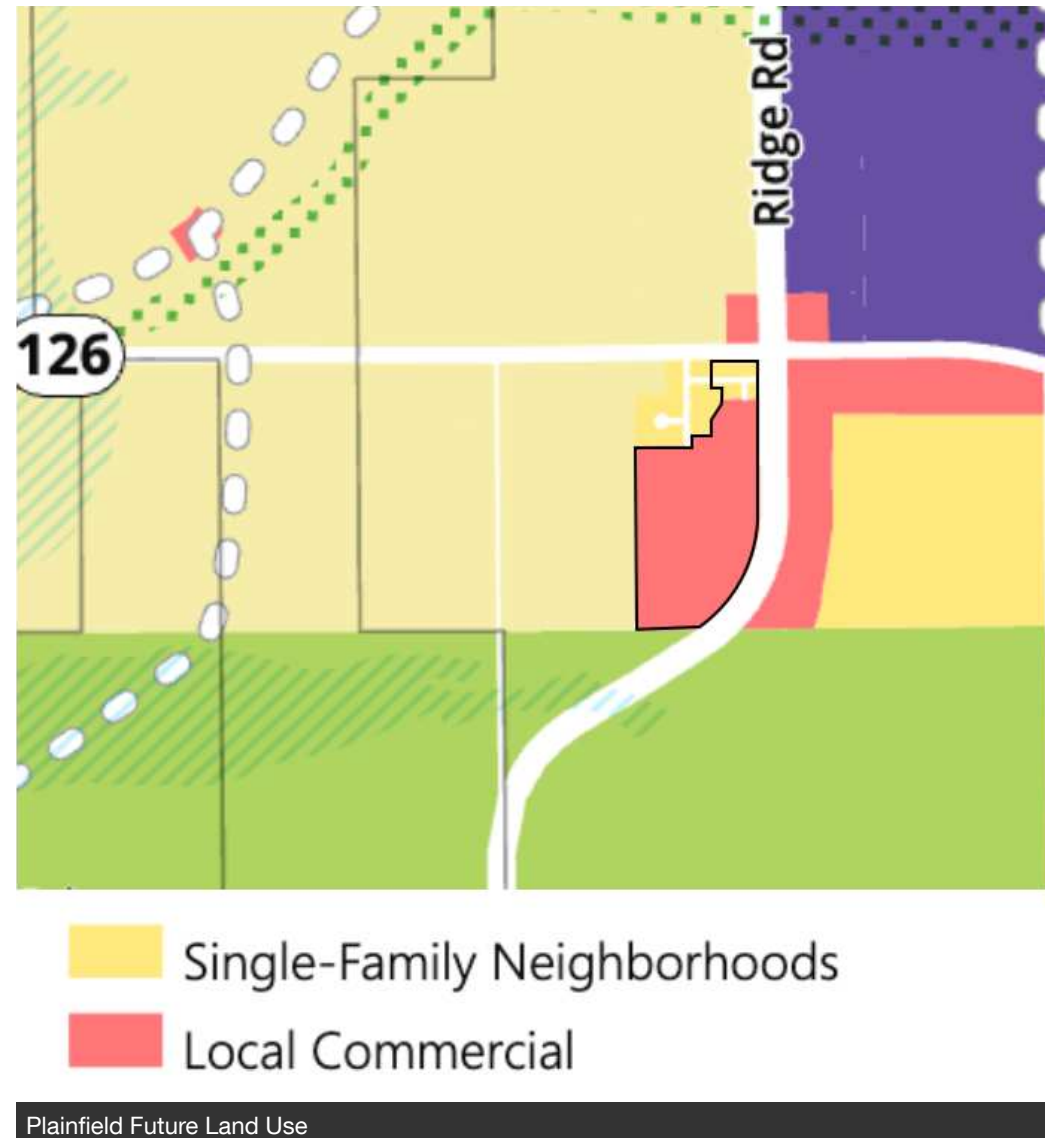 Ridge Rd
126
Single-Family Neighborhoods
Local Commercial
Plainfield Future Land Use